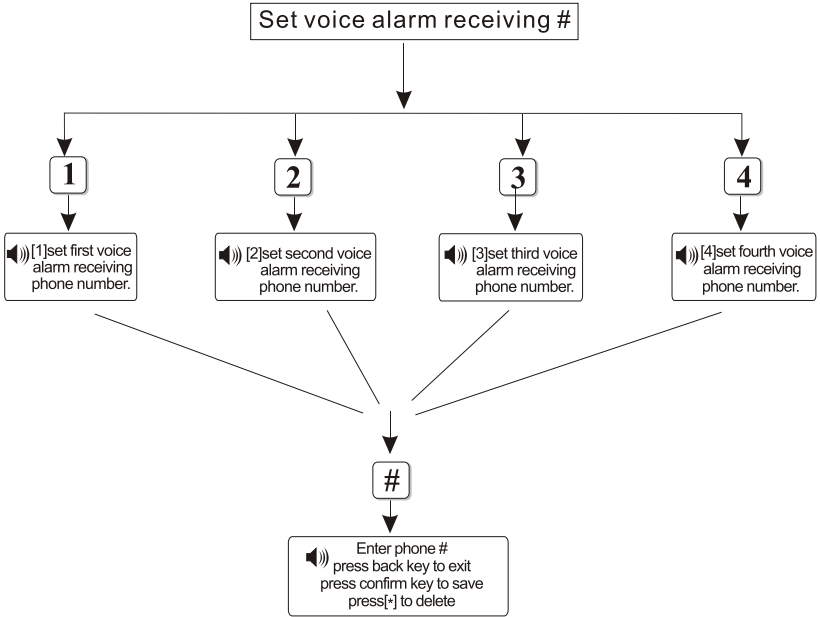 Set voice alarm receiving #
1
2
3
4
[1]set first voice
alarm receiving
phone number.
[2]set second voice
alarm receiving
phone number.
[3]set third voice
alarm receiving
phone number.
[4]set fourth voice
alarm receiving
phone number.
#
Enter phone #
press back key to exit
press confirm key to save
press[*] to delete